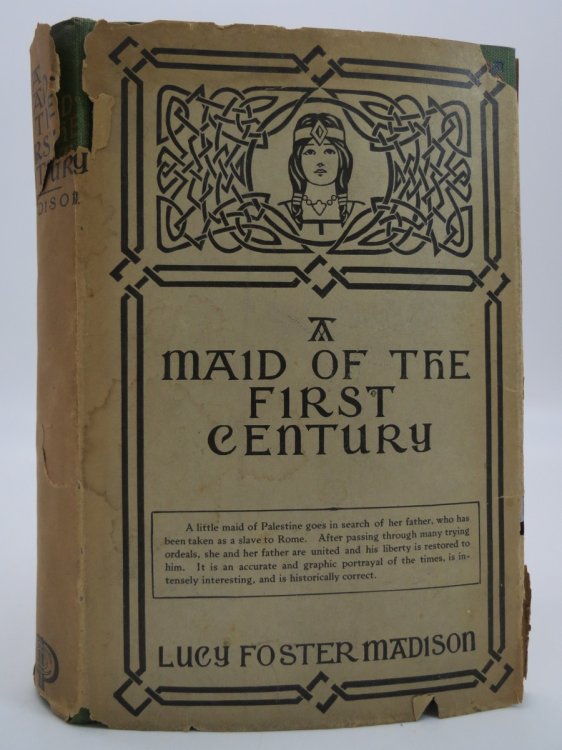 A
MAID OF THE
FIRST
CENTURY
A little maid of Palestine goes in search of her father, who has
been taken as a slave to Rome. After passing through many trying
ordeals, she and her father are united and his liberty is restored to
him. It is an accurate and graphic portrayal of the times, is in-
tensely interesting, and is historically correct.
LUCY FOSTER MADISON